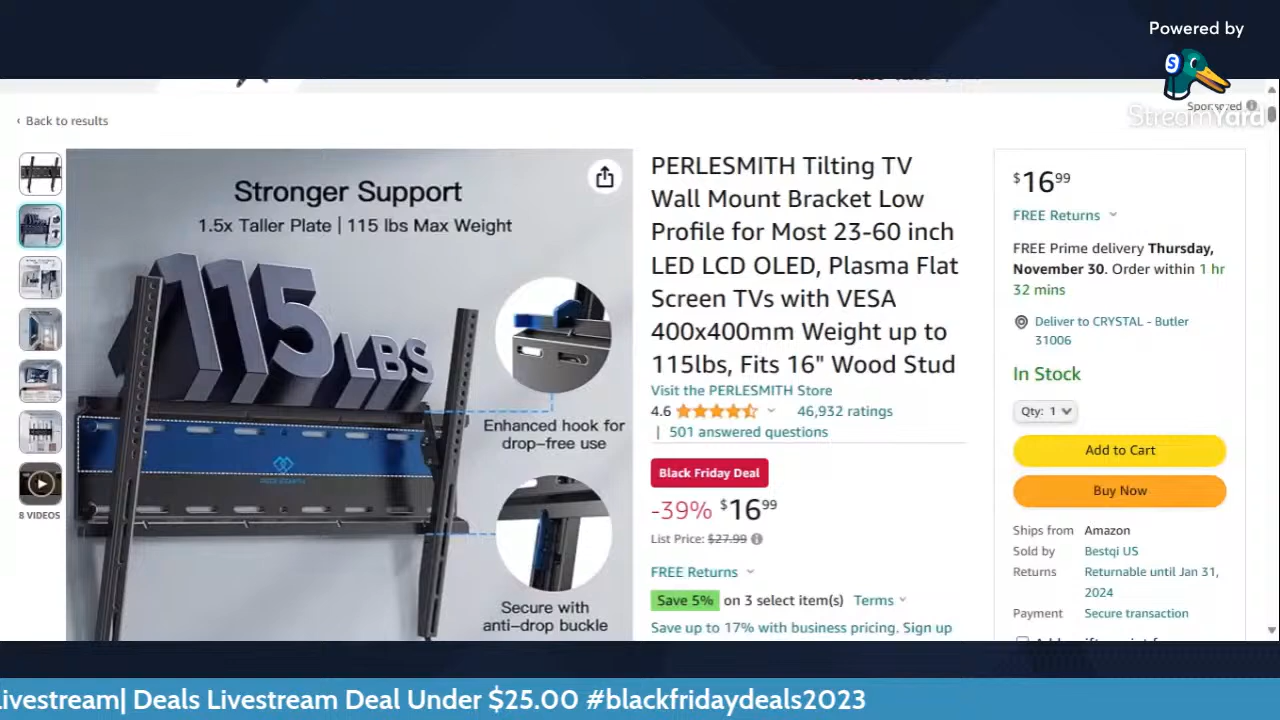 Powered by
StreamYard
Sponsored
‹ Back to results
Stronger Support
1.5x Taller Plate | 115 lbs Max Weight
115 LBS
Enhanced hook for
drop-free use
Secure with
anti-drop buckle
8 VIDEOS
PERLESMITH Tilting TV
Wall Mount Bracket Low
Profile for Most 23-60 inch
LED LCD OLED, Plasma Flat
Screen TVs with VESA
400x400mm Weight up to
115lbs, Fits 16" Wood Stud
Visit the PERLESMITH Store
4.6 46,932 ratings
| 501 answered questions
Black Friday Deal
-39% $16 99
List Price: $27.99
FREE Returns
Save 5% on 3 select item(s) Terms
Save up to 17% with business pricing. Sign up
$16 99
FREE Returns
FREE Prime delivery Thursday,
November 30. Order within 1 hr
32 mins
Deliver to CRYSTAL - Butler
31006
In Stock
Qty: 1
Add to Cart
Buy Now
Ships from Amazon
Sold by Bestqi US
Returns Returnable until Jan 31,
2024
Payment Secure transaction
Livestream| Deals Livestream Deal Under $25.00 #blackfridaydeals2023